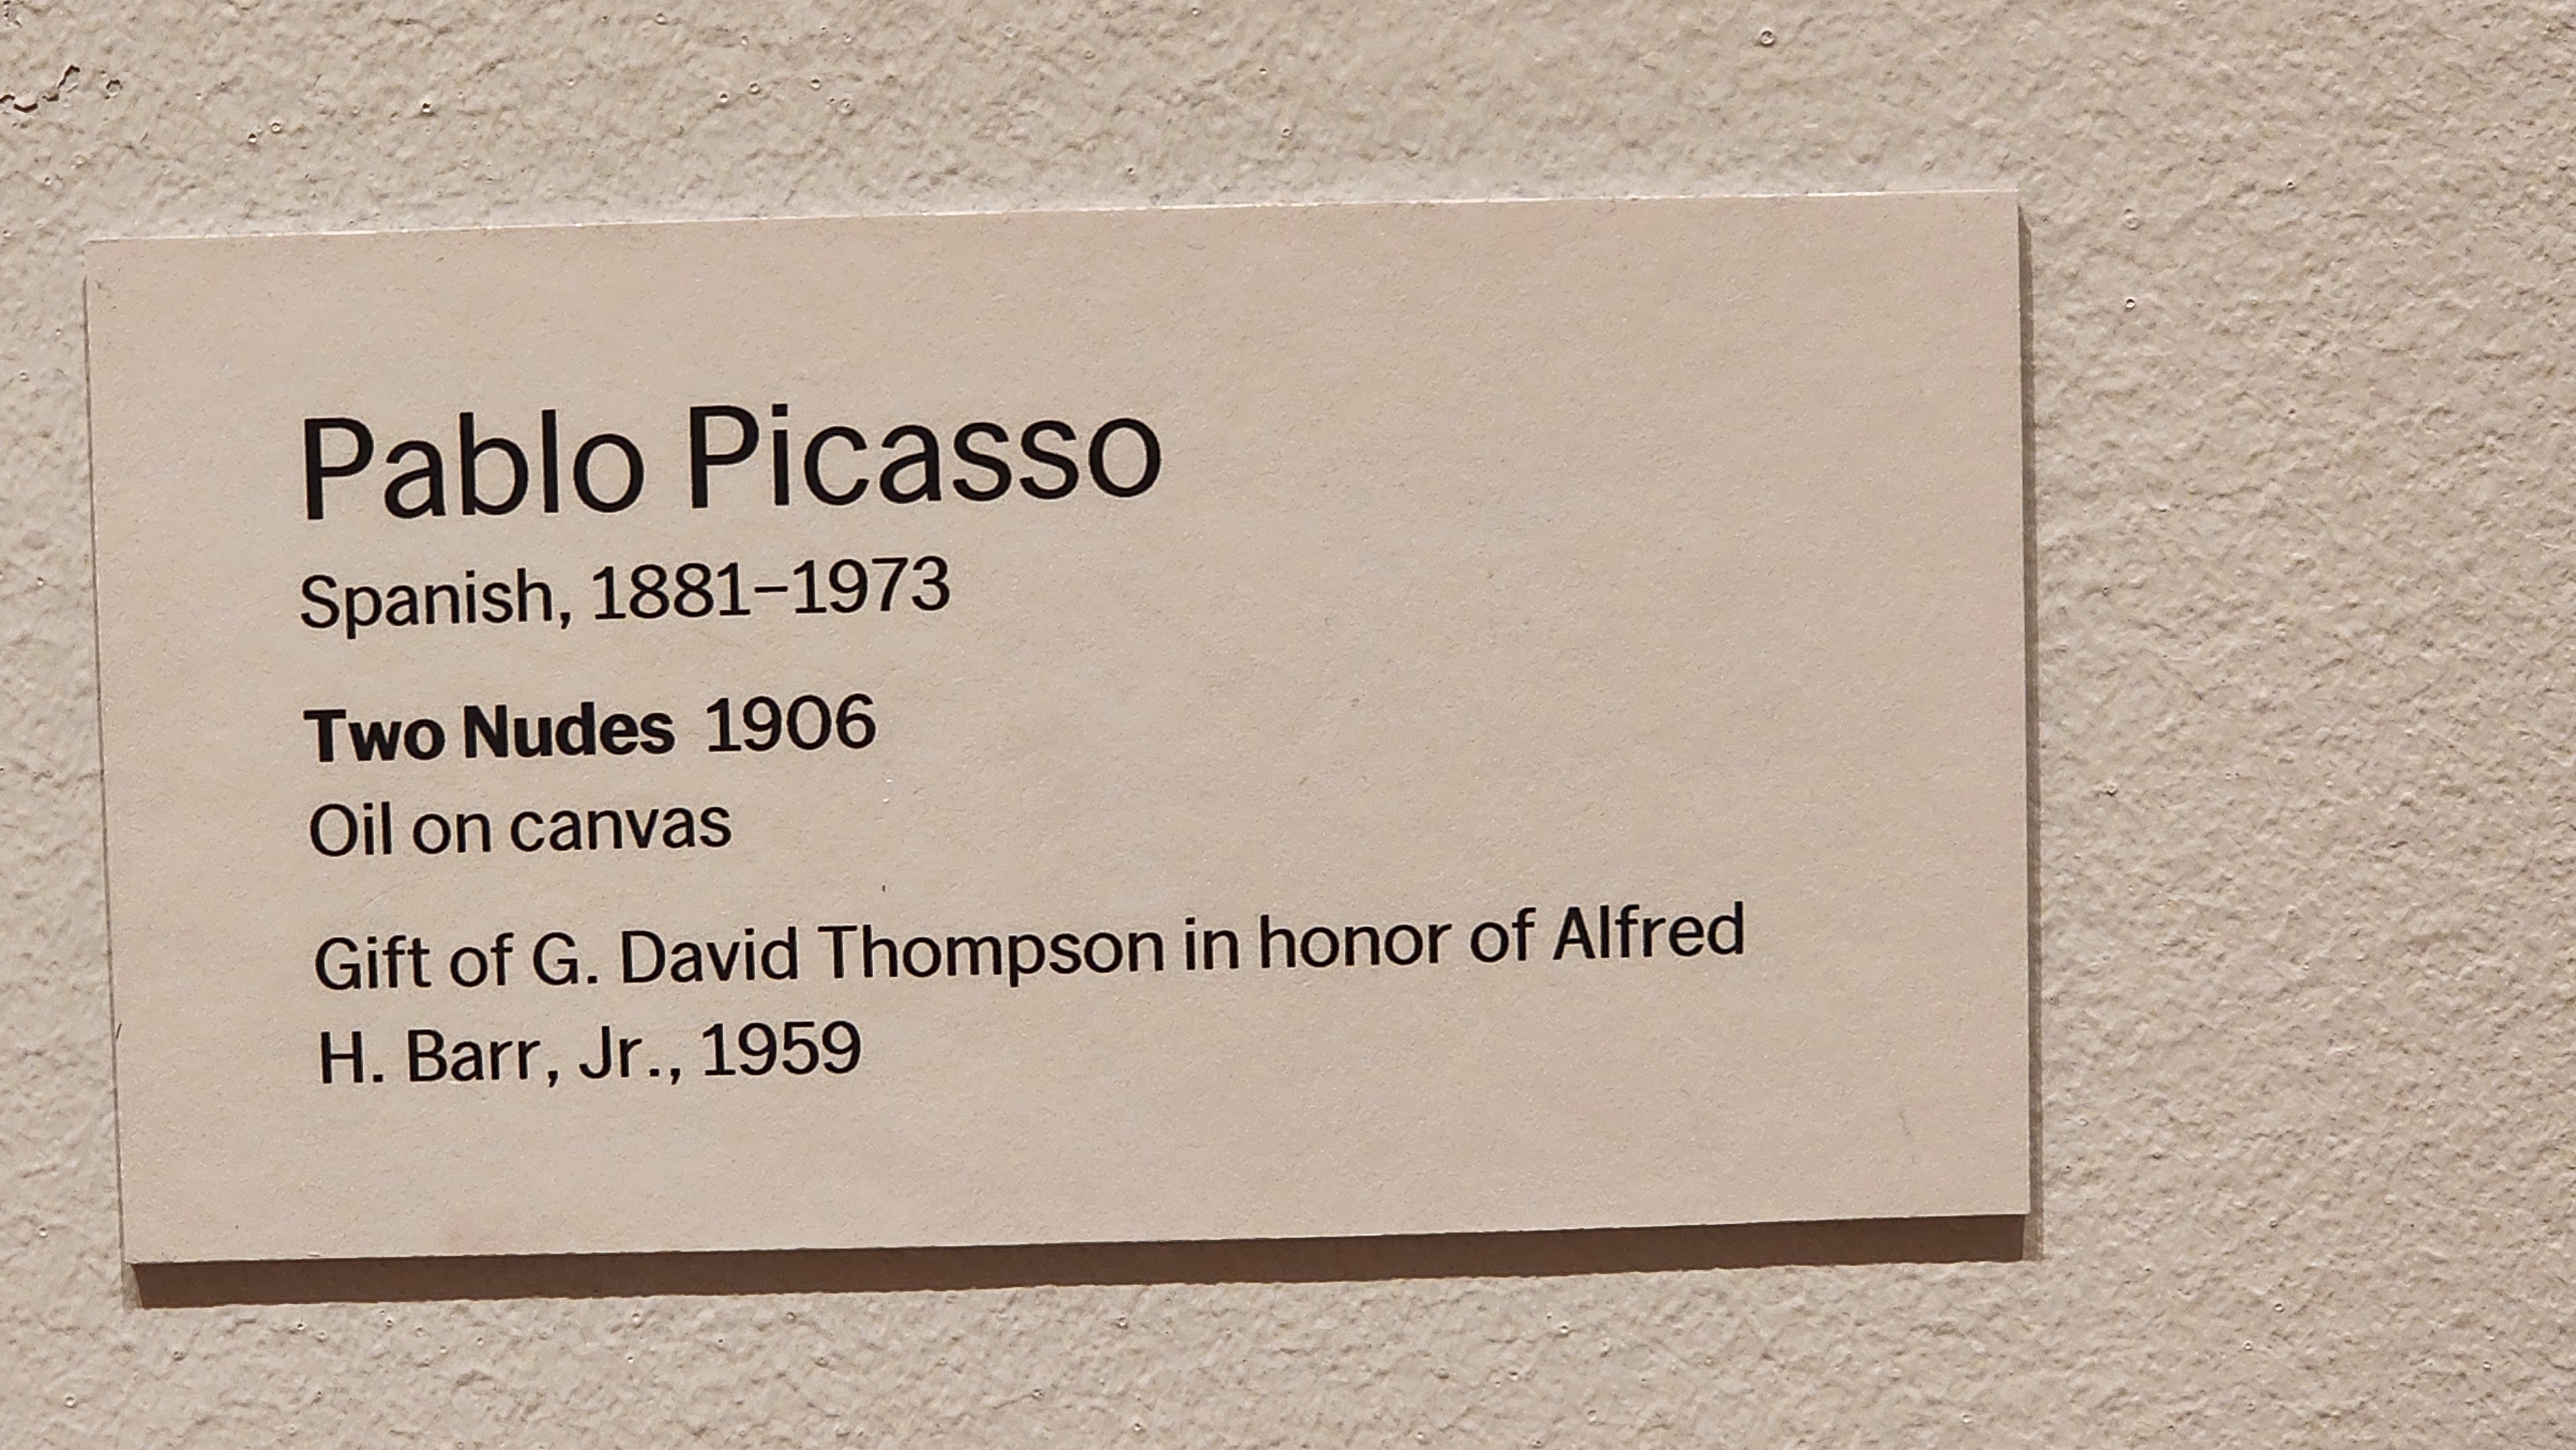 Pablo Picasso
Spanish, 1881–1973
Two Nudes 1906
Oil on canvas
Gift of G. David Thompson in honor of Alfred
H. Barr, Jr., 1959